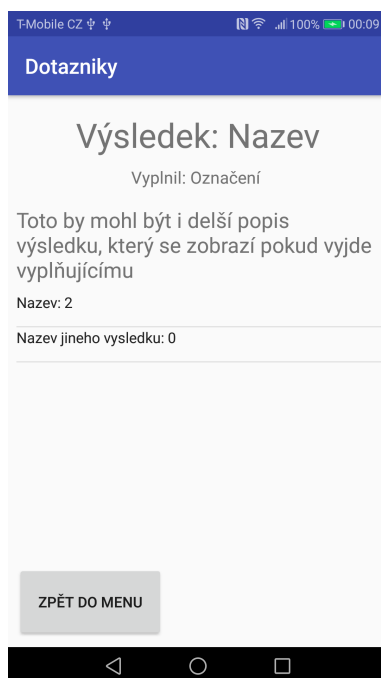 T-Mobile CZ 100% 00:09
Dotazniky
Výsledek: Nazev
Vyplnil: Označení
Toto by mohl být i delší popis
výsledku, který se zobrazí pokud vyjde
vyplňujícímu
Nazev: 2
Nazev jineho vysledku: 0
ZPĚT DO MENU